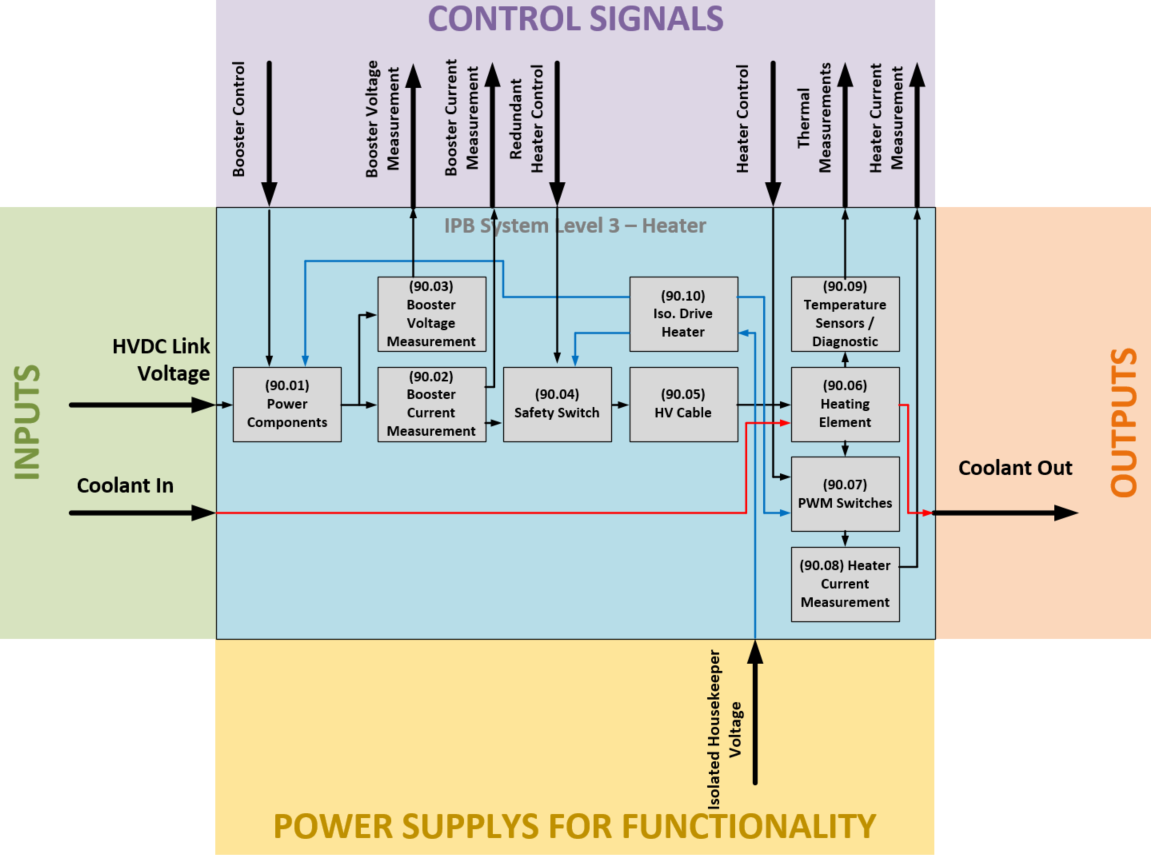 CONTROL SIGNALS
Booster Control
Booster Voltage
Measurement
Booster Current
Measurement
Redundant
Heater Control
Heater Control
Thermal
Measurements
Heater Current
Measurement
IPB System Level 3 – Heater
INPUTS
HVDC Link
Voltage
Coolant In
(90.01)
Power
Components
(90.03)
Booster
Voltage
Measurement
(90.02)
Booster
Current
Measurement
(90.04)
Safety Switch
(90.10)
Iso. Drive
Heater
(90.05)
HV Cable
(90.09)
Temperature
Sensors /
Diagnostic
(90.06)
Heating
Element
(90.07)
PWM Switches
(90.08) Heater
Current
Measurement
Coolant Out
OUTPUTS
Isolated Housekeeper
Voltage
POWER SUPPLYS FOR FUNCTIONALITY